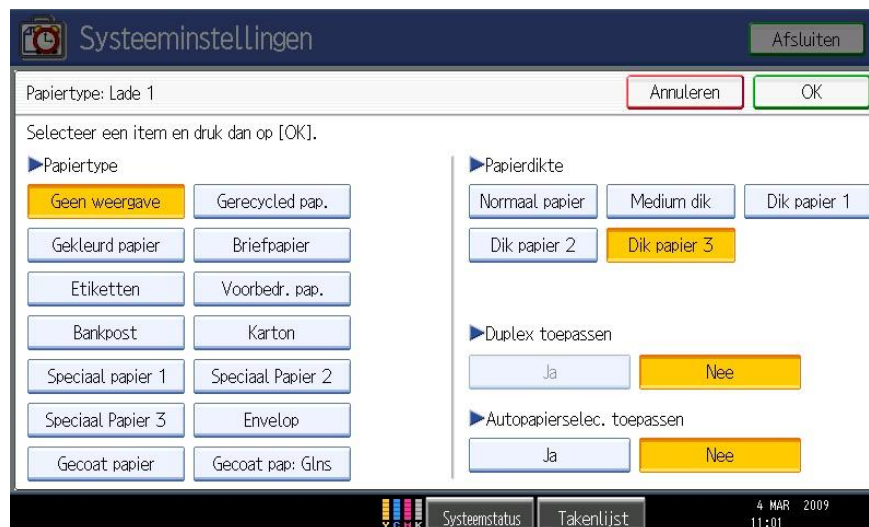 Systeeminstellingen
Afsluiten
Papiertype: Lade 1
Annuleren
OK
Selecteer een item en druk dan op [OK].
Papiertype
Geen weergave
Gerecycled pap.
Gekleurd papier
Briefpapier
Etiketten
Voorbedr. pap.
Bankpost
Karton
Speciaal papier 1
Speciaal Papier 2
Speciaal Papier 3
Envelop
Gecoat papier
Gecoat pap: Glns
Papierdikte
Normaal papier
Medium dik
Dik papier 1
Dik papier 2
Dik papier 3
Duplex toepassen
Ja
Nee
Autopapierselec. toepassen
Ja
Nee
Y C M K
Systeemstatus
Takenlijst
4 MAR 2009
11:01